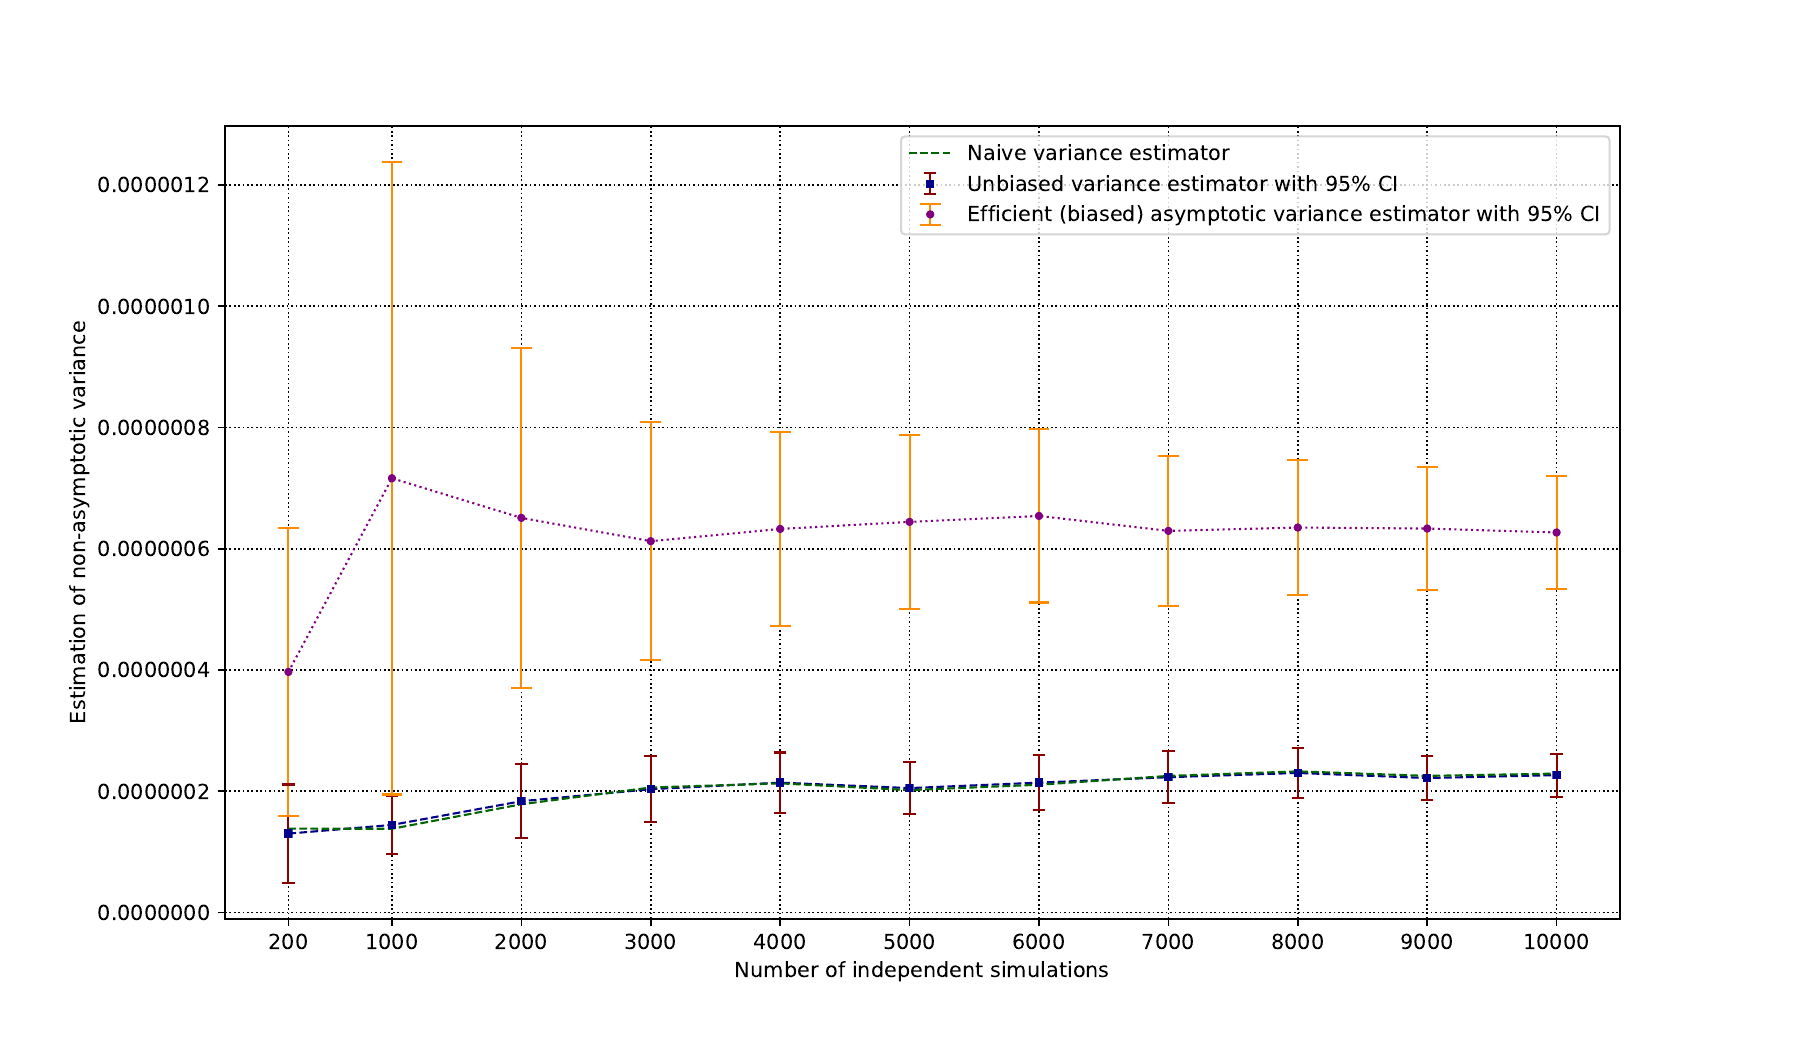 Naive variance estimator
Unbiased variance estimator with 95% CI
Efficient (biased) asymptotic variance estimator with 95% CI
Estimation of non-asymptotic variance
0.0000012
0.0000010
0.0000008
0.0000006
0.0000004
0.0000002
0.0000000
200 1000 2000 3000 4000 5000 6000 7000 8000 9000 10000
Number of independent simulations